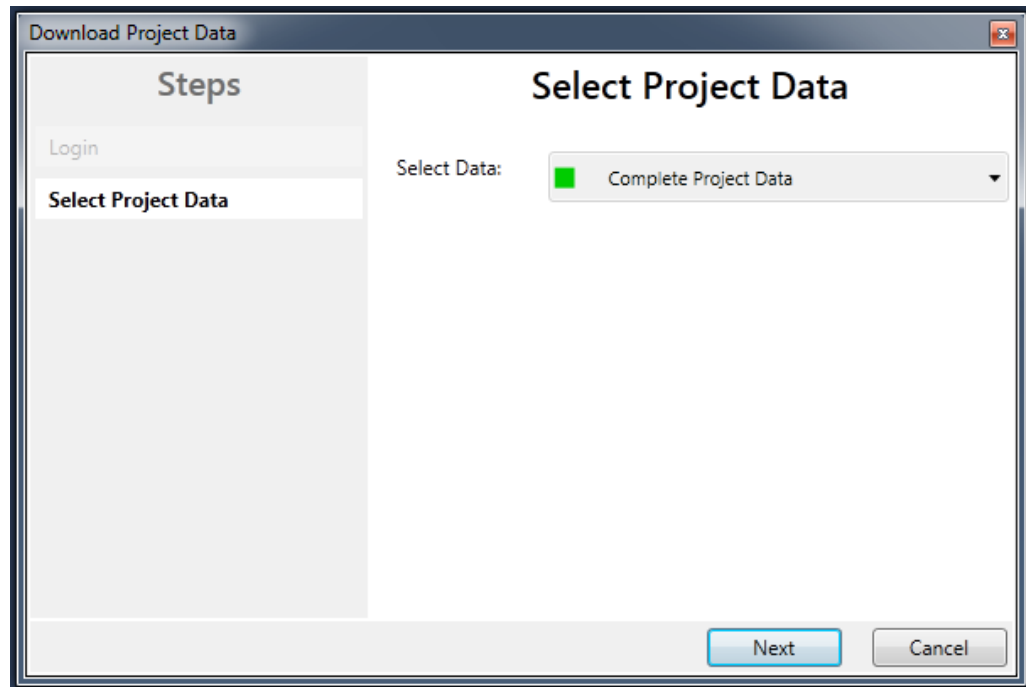 Download Project Data
Steps
Login
Select Project Data
Select Project Data
Select Data:
Complete Project Data
Next
Cancel